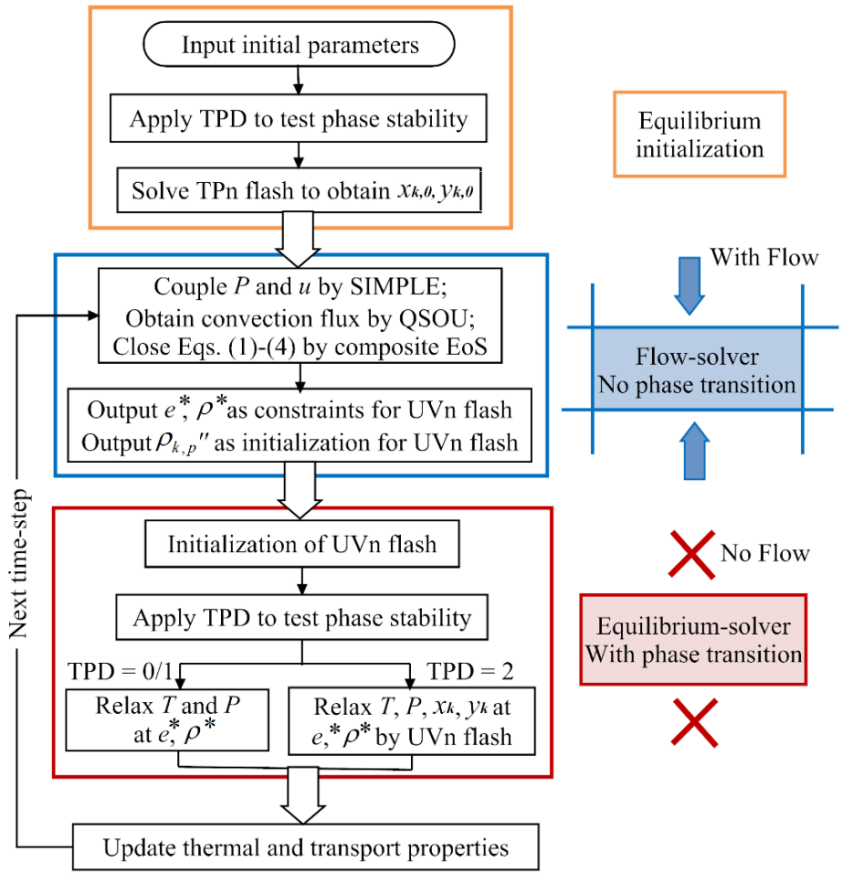 Input initial parameters
Apply TPD to test phase stability
Solve TPn flash to obtain xk,0, yk,0
Equilibrium
initialization
Couple P and u by SIMPLE;
Obtain convection flux by QSOU;
Close Eqs. (1)-(4) by composite EoS
Output e*, ρ* as constraints for UVn flash
Output ρk,p″ as initialization for UVn flash
With Flow
Flow-solver
No phase transition
Next time-step
Initialization of UVn flash
Apply TPD to test phase stability
TPD = 0/1
TPD = 2
Relax T and P
at e*, ρ*
Relax T, P, xk, yk at
e,* ρ* by UVn flash
No Flow
Equilibrium-solver
With phase transition
Update thermal and transport properties